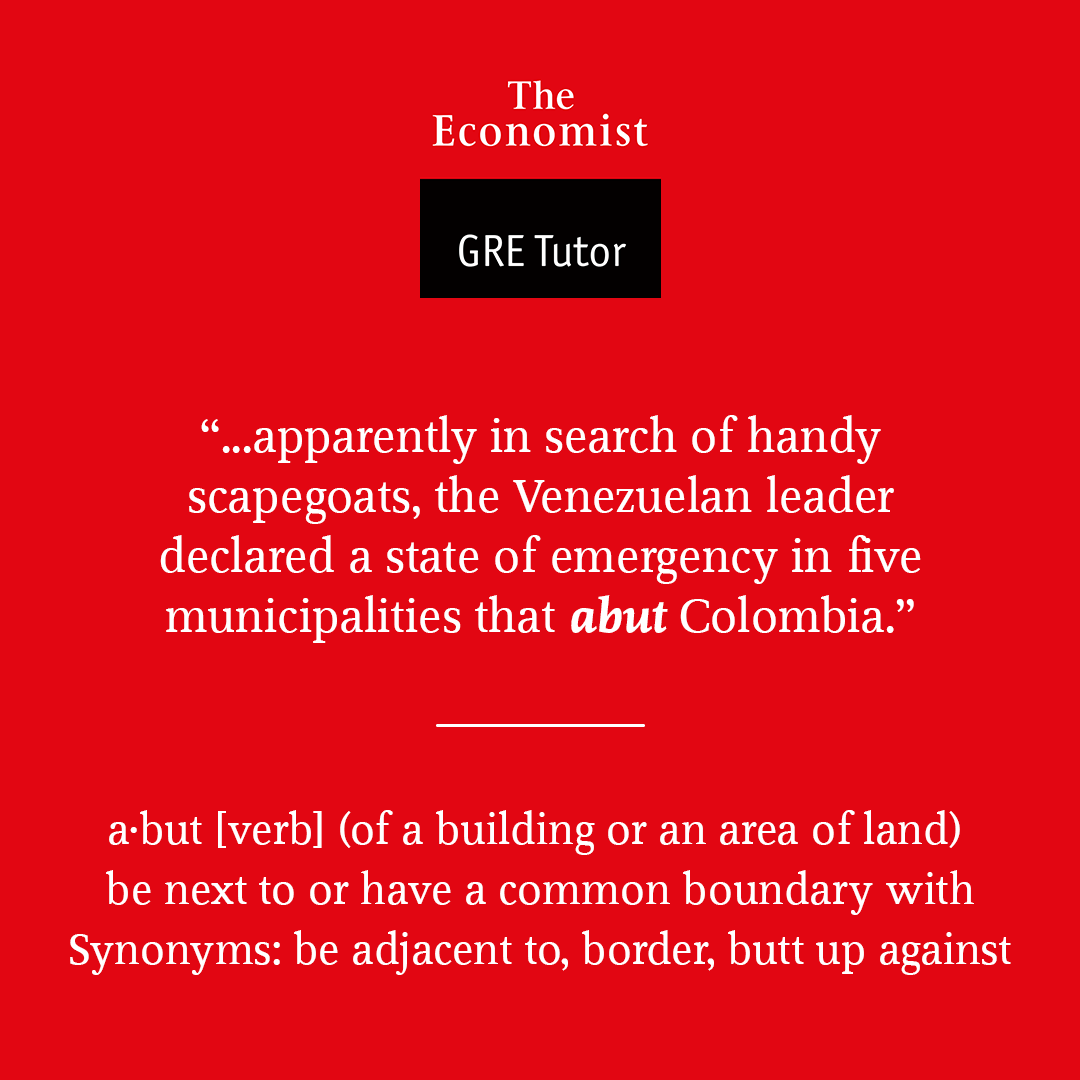 The
Economist
GRE Tutor
“...apparently in search of handy
scapegoats, the Venezuelan leader
declared a state of emergency in five
municipalities that abut Colombia.”
a·but [verb] (of a building or an area of land)
be next to or have a common boundary with
Synonyms: be adjacent to, border, butt up against